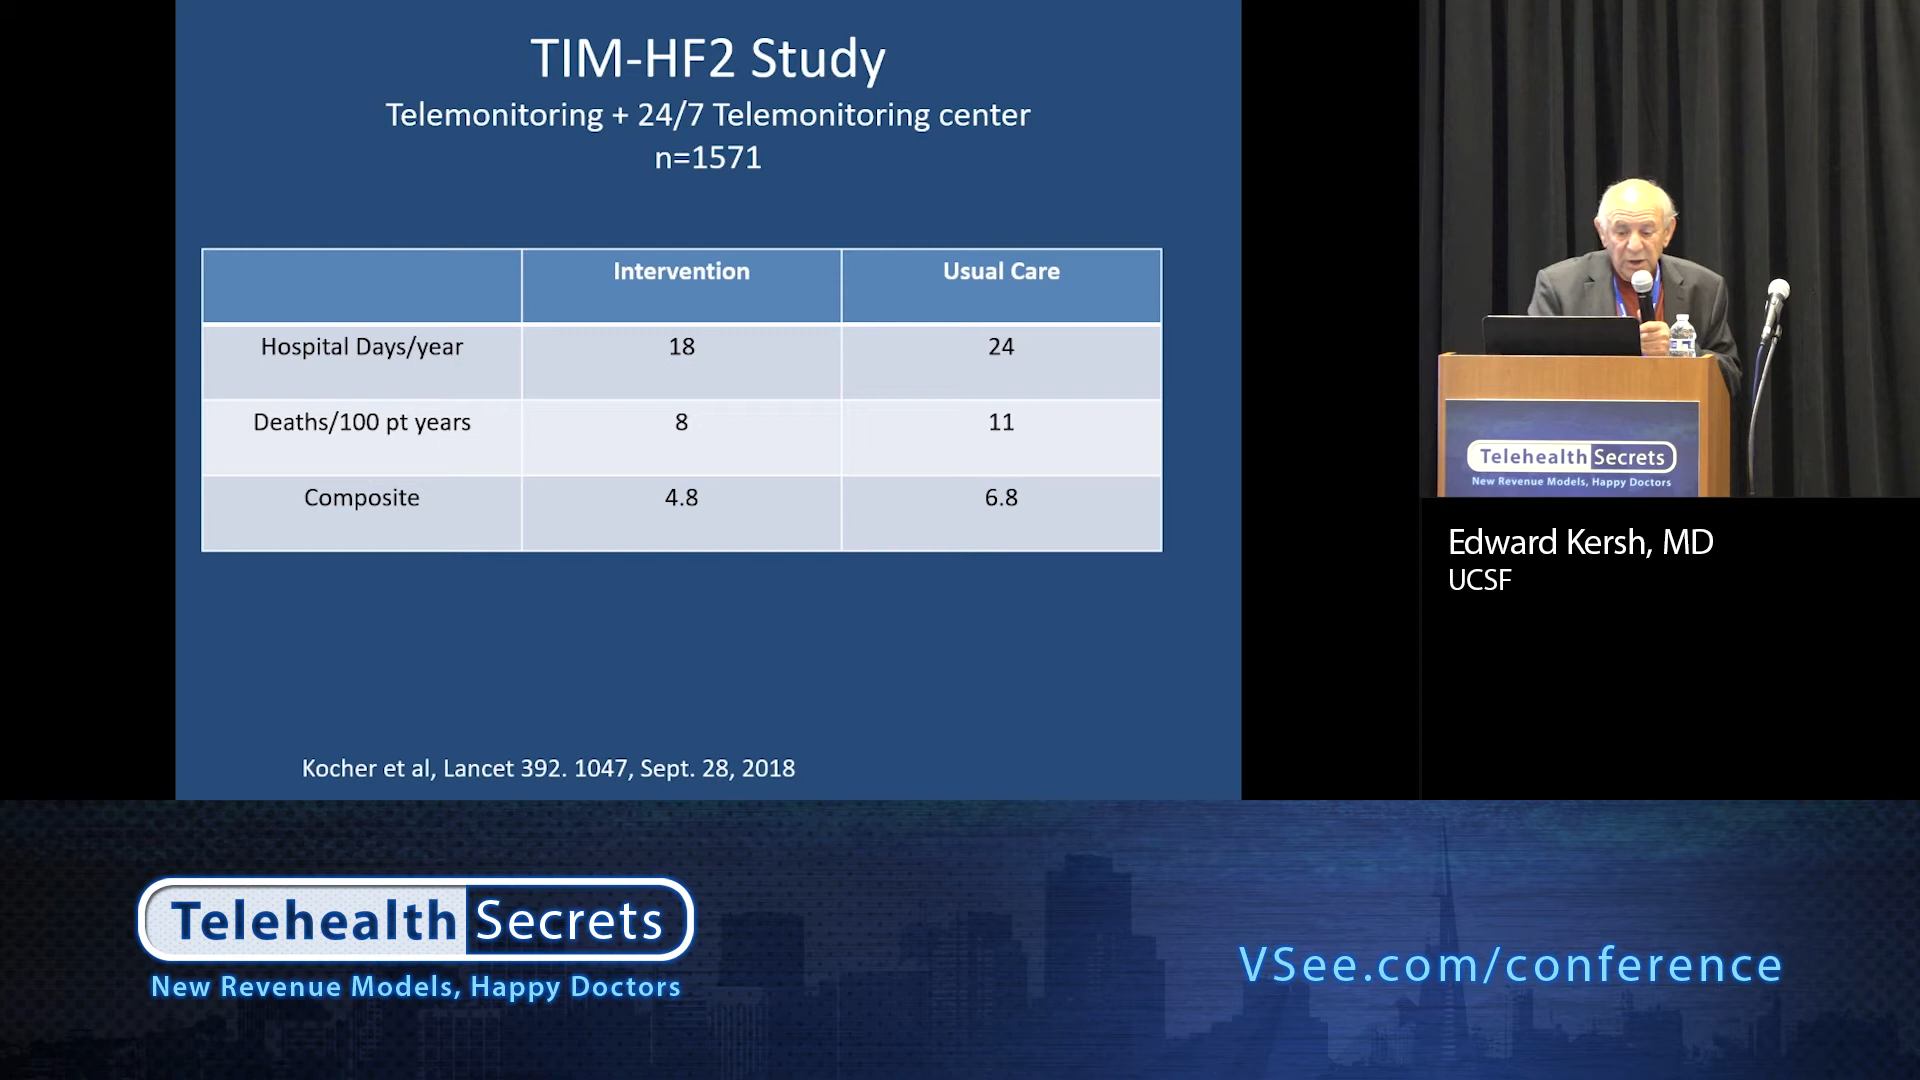 TIM-HF2 Study
Telemonitoring + 24/7 Telemonitoring center
n=1571
Intervention Usual Care
Hospital Days/year 18 24
Deaths/100 pt years 8 11
Composite 4.8 6.8
Kocher et al, Lancet 392. 1047, Sept. 28, 2018
Telehealth Secrets
New Revenue Models, Happy Doctors
Edward Kersh, MD
UCSF
Telehealth Secrets
New Revenue Models, Happy Doctors
VSee.com/conference